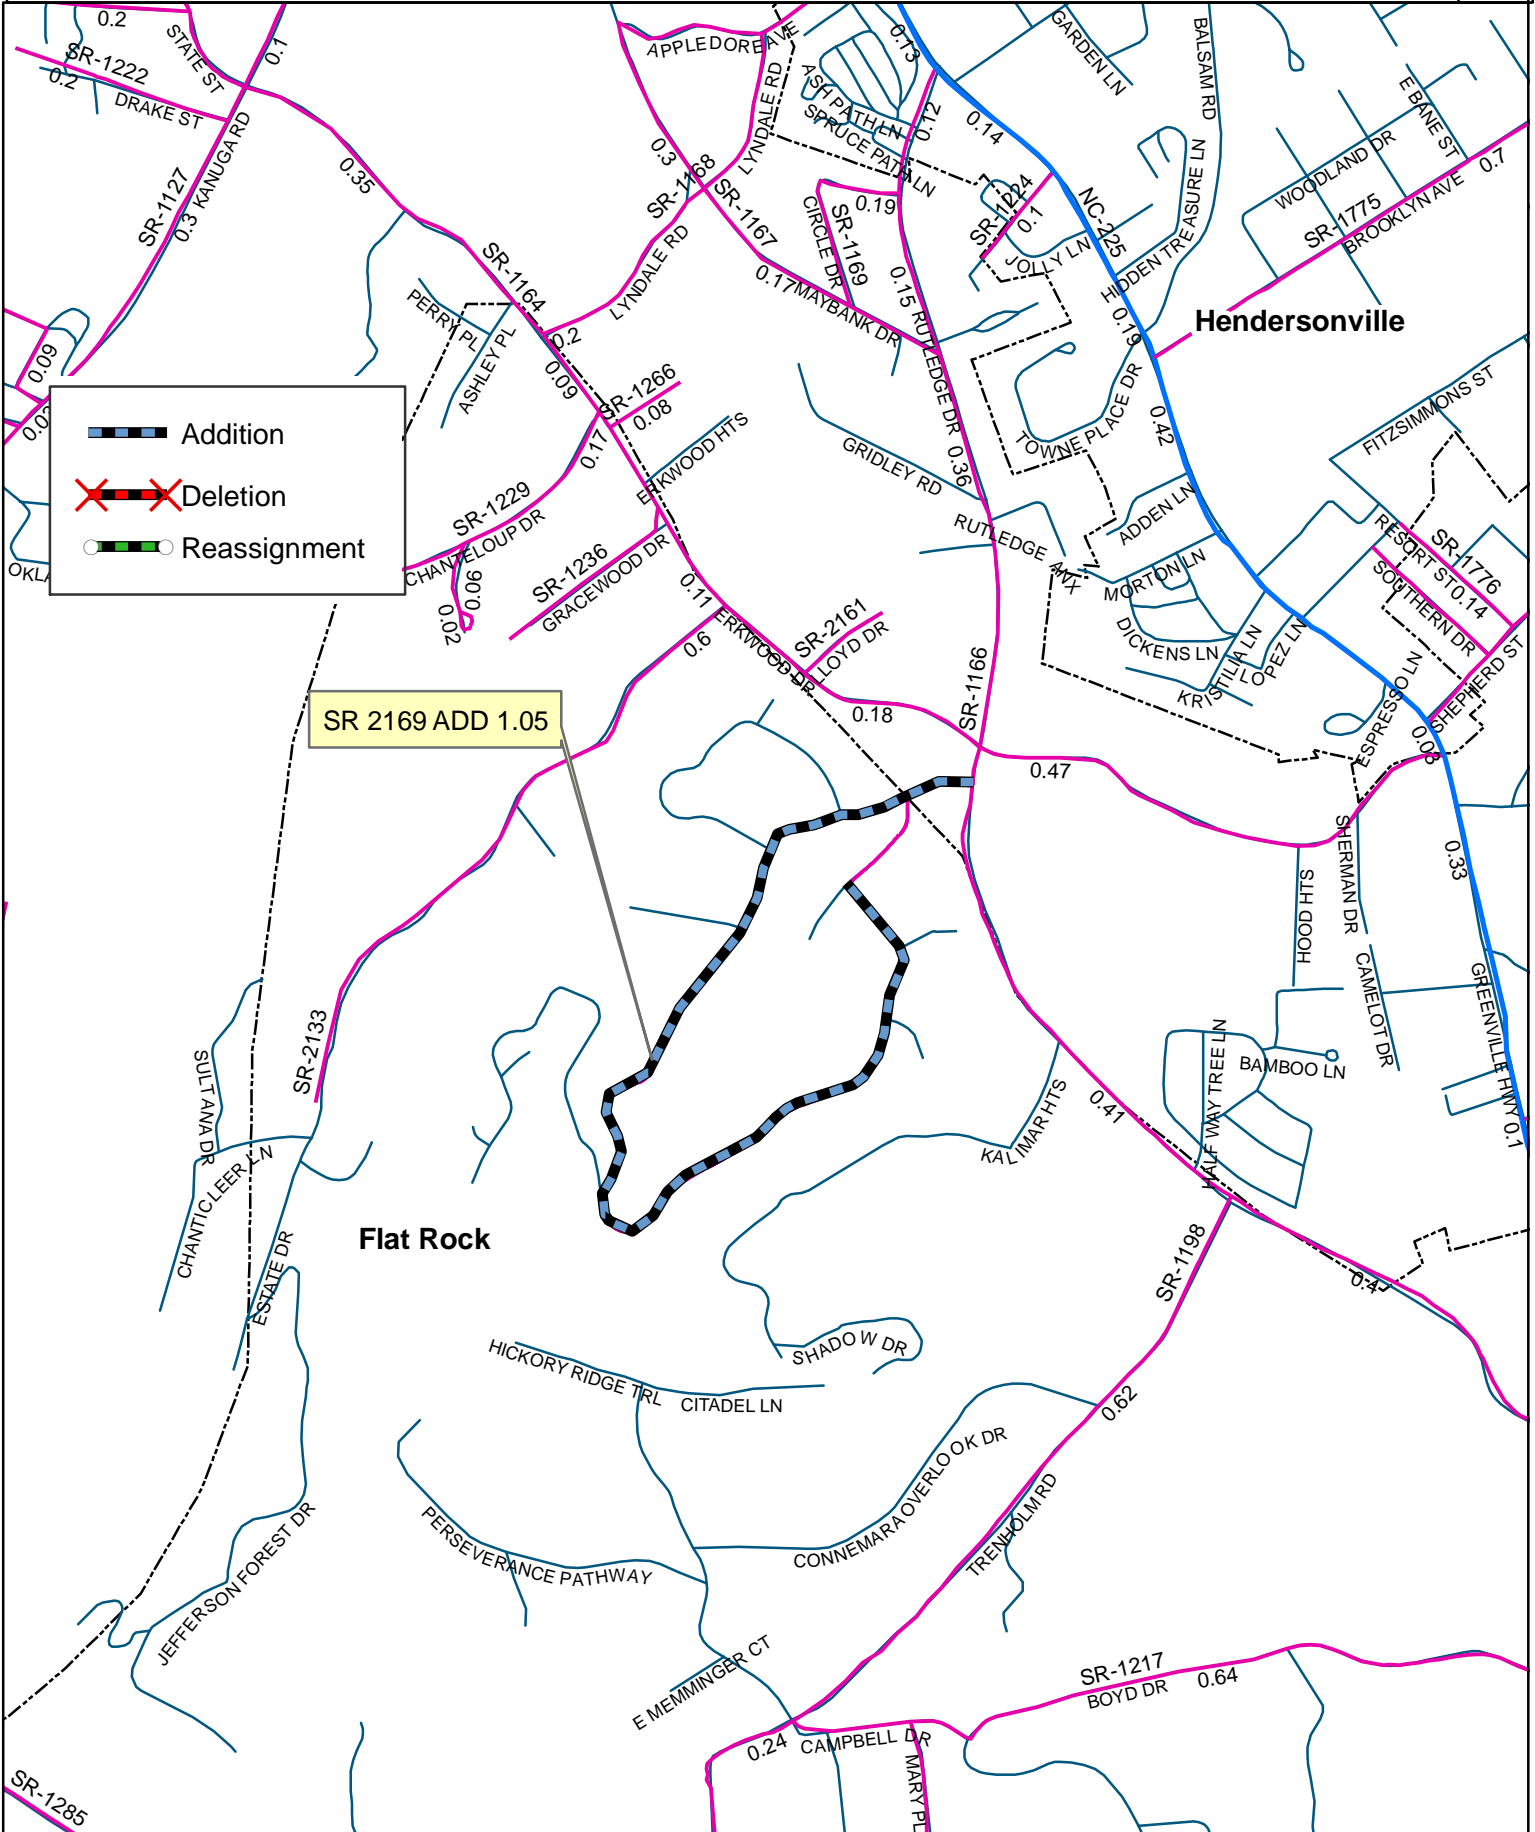 0.2
STATE ST
0.1
SR-1222
0.2
DRAKE ST
SR-1127
0.3
KANUGA RD
0.35
APPLEDORE AVE
LYNDALE RD
0.3
SR-1168
SR-1167
0.13
ASH PATH LN
SPRUCE PATH LN
0.12
0.14
GARDEN LN
BALSAM RD
E BANE ST
WOODLAND DR
0.7
SR-1775
BROOKLYN AVE
0.19
CIRCLE DR
SR-1169
SR-1224
0.1
JOLLY LN
NC-225
HIDDEN TREASURE LN
SR-1164
LYNDALE RD
0.17
MAYBANK DR
0.15
RUTLEDGE DR
0.19
Hendersonville
PERRY PL
ASHLEY PL
0.2
0.09
0.09
SR-1266
0.08
TOWNE PLACE DR
0.42
FITZSIMMONS ST
Addition
Deletion
Reassignment
0.17
ERKWOOD HTS
GRIDLEY RD
0.36
SR-1229
CHANTELOUP DR
0.06
0.02
SR-1236
GRACEWOOD DR
RUTLEDGE ANX
ADDEN LN
MORTON LN
DICKENS LN
KRISTILIA LN
LOPEZ LN
RESORT ST
0.14
SR-1776
SOUTHERN DR
SHEPHERD ST
ESPRESSO LN
0.03
0.11
ERKWOOD DR
SR-2161
LLOYD DR
0.6
0.18
SR-1166
0.47
SR 2169 ADD 1.05
SHERMAN DR
HOOD HTS
0.33
CAMELOT DR
GREENVILLE HWY
0.1
SR-2133
SULTANA DR
CHANTICLEER LN
ESTATE DR
Flat Rock
KALIMAR HTS
0.41
HALF WAY TREE LN
BAMBOO LN
SR-1198
0.4
HICKORY RIDGE TRL
CITADEL LN
SHADOW DR
0.62
CONNEMARA OVERLOOK DR
TRENHOLM RD
PERSEVERANCE PATHWAY
JEFFERSON FOREST DR
E MEMMINGER CT
SR-1217
BOYD DR
0.64
0.24
CAMPBELL DR
MARY PL
SR-1285